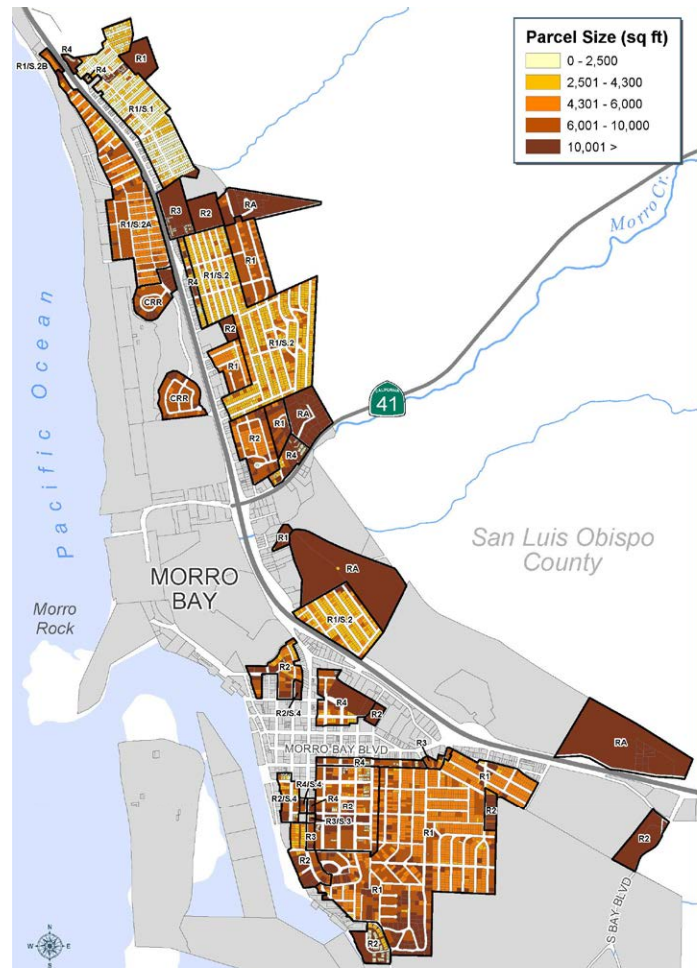 Parcel Size (sq ft)
0 - 2,500
2,501 - 4,300
4,301 - 6,000
6,001 - 10,000
10,001 >
R4
R1/S.2B
R4
R1
R1/S.1
R3
R2
RA
Morro Cr.
R1/S.2A
R1/S.2
R1
R4
CRR
R2
R1/S.2
R1
CRR
RA
R1
R2
R4
CALIFORNIA
41
Pacific Ocean
San Luis Obispo
County
R1
RA
MORRO
BAY
R1/S.2
Morro
Rock
R2
R4
R2/S.4
R2
MORRO BAY BLVD
R3
RA
R4
R1
R2/S.4
R4/S.4
R4
R2
R3/S.3
R2
R1
R3
R2
R2
R1
R2
S BAY BLVD
N
W
E
S